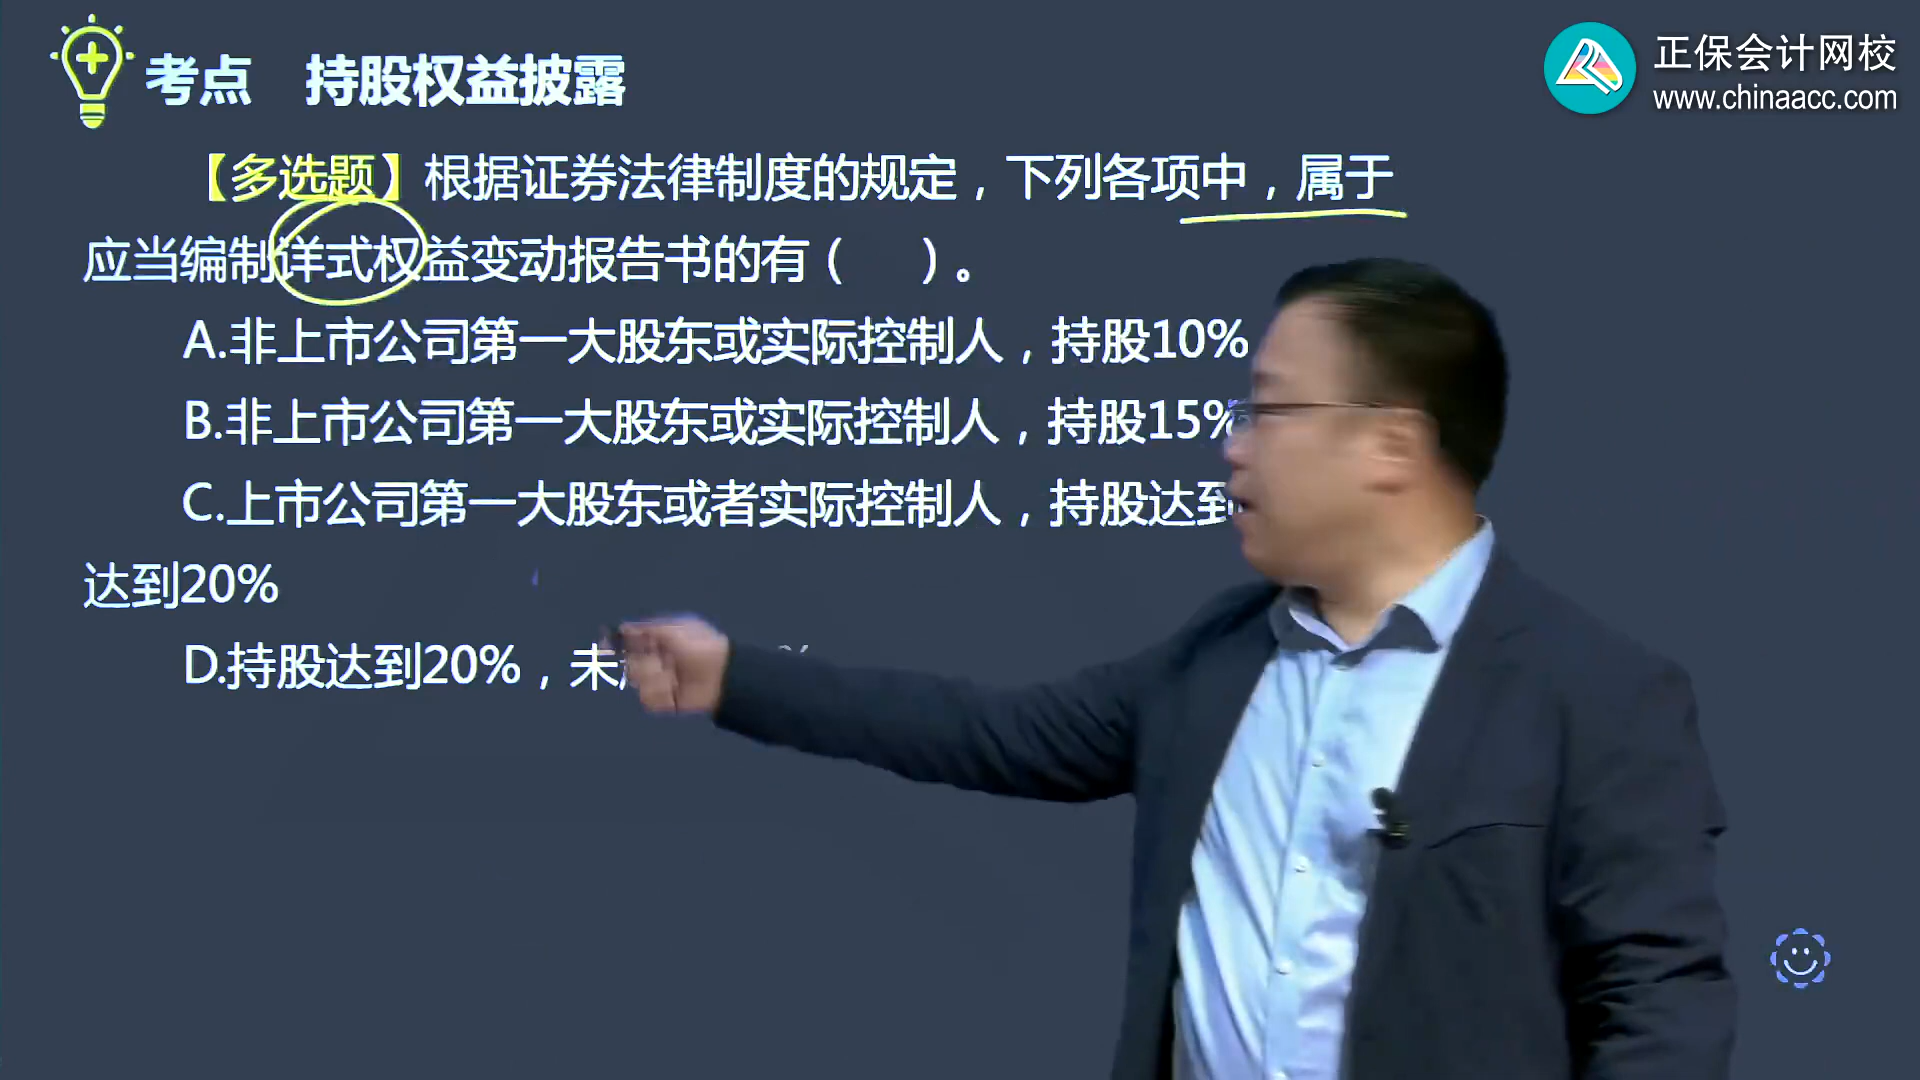 考点 持股权益披露
正保会计网校
www.chinaacc.com
【多选题】根据证券法律制度的规定，下列各项中，属于
应当编制详式权益变动报告书的有（ ）。
A.非上市公司第一大股东或实际控制人，持股10%
B.非上市公司第一大股东或实际控制人，持股15%
C.上市公司第一大股东或者实际控制人，持股达到
达到20%
D.持股达到20%，未 %